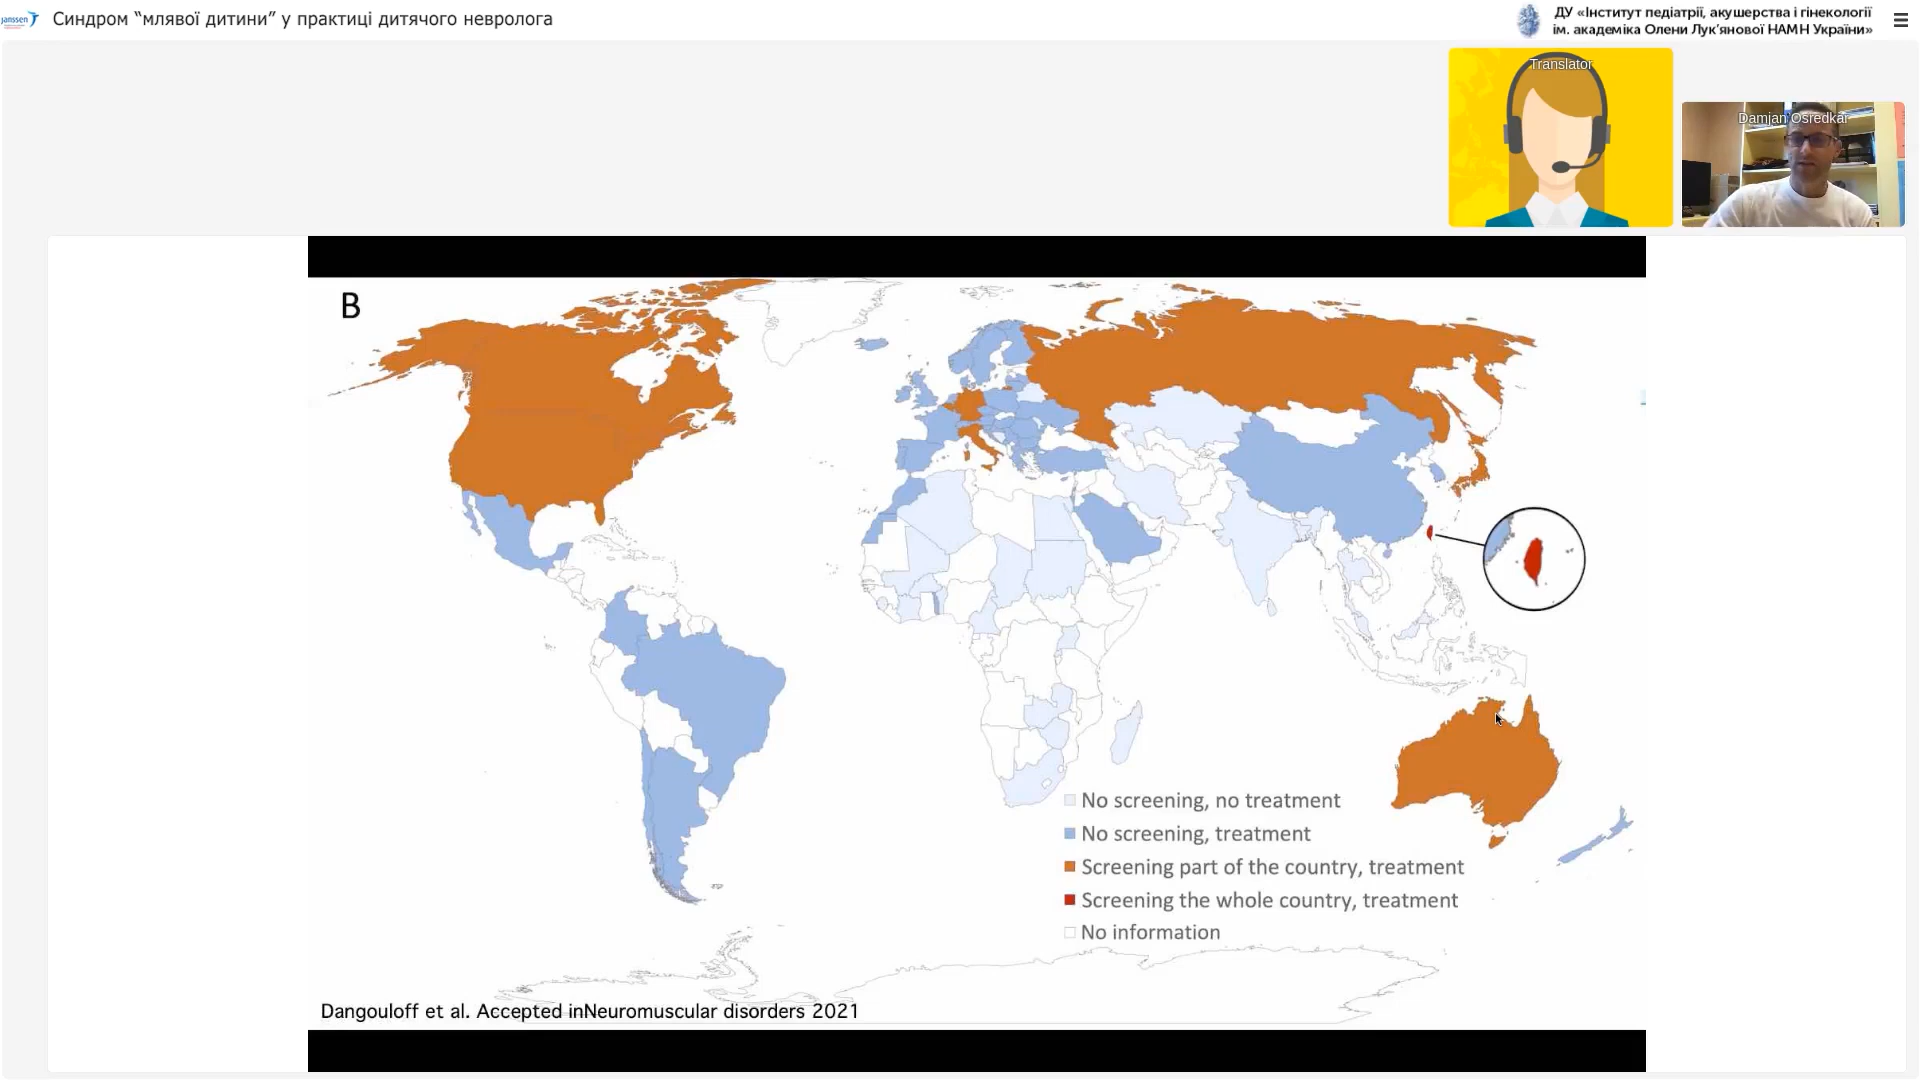 janssen
Синдром “млявої дитини” у практиці дитячого невролога
ДУ «Інститут педіатрії, акушерства і гінекології
ім. академіка Олени Лук'янової НАМН України»
Translator
Damjan Osredkar
B
No screening, no treatment
No screening, treatment
Screening part of the country, treatment
Screening the whole country, treatment
No information
Dangouloff et al. Accepted inNeuromuscular disorders 2021